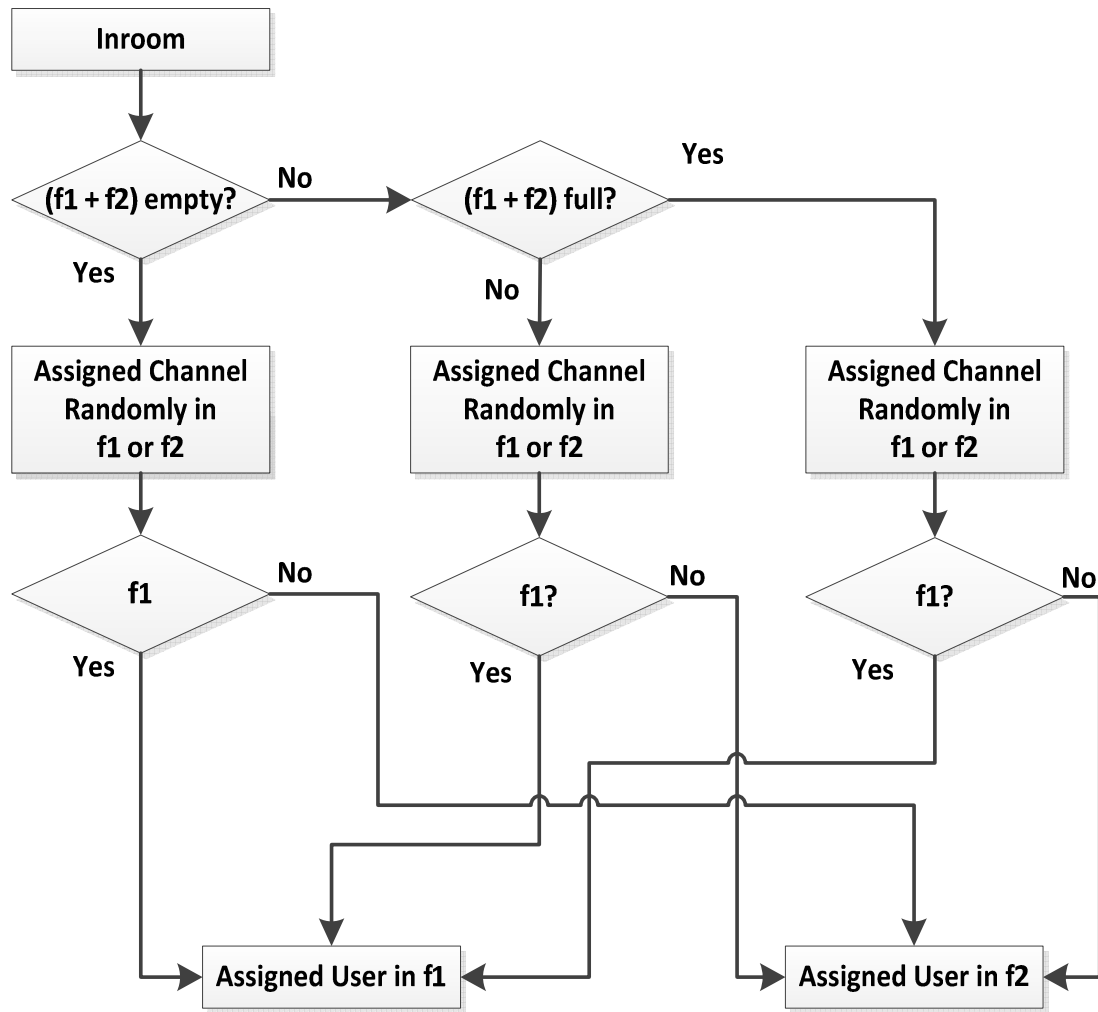 Inroom
(f1 + f2) empty?
No
(f1 + f2) full?
Yes
Yes
No
Assigned Channel
Randomly in
f1 or f2
Assigned Channel
Randomly in
f1 or f2
Assigned Channel
Randomly in
f1 or f2
f1
No
f1?
No
f1?
No
Yes
Yes
Yes
Assigned User in f1
Assigned User in f2